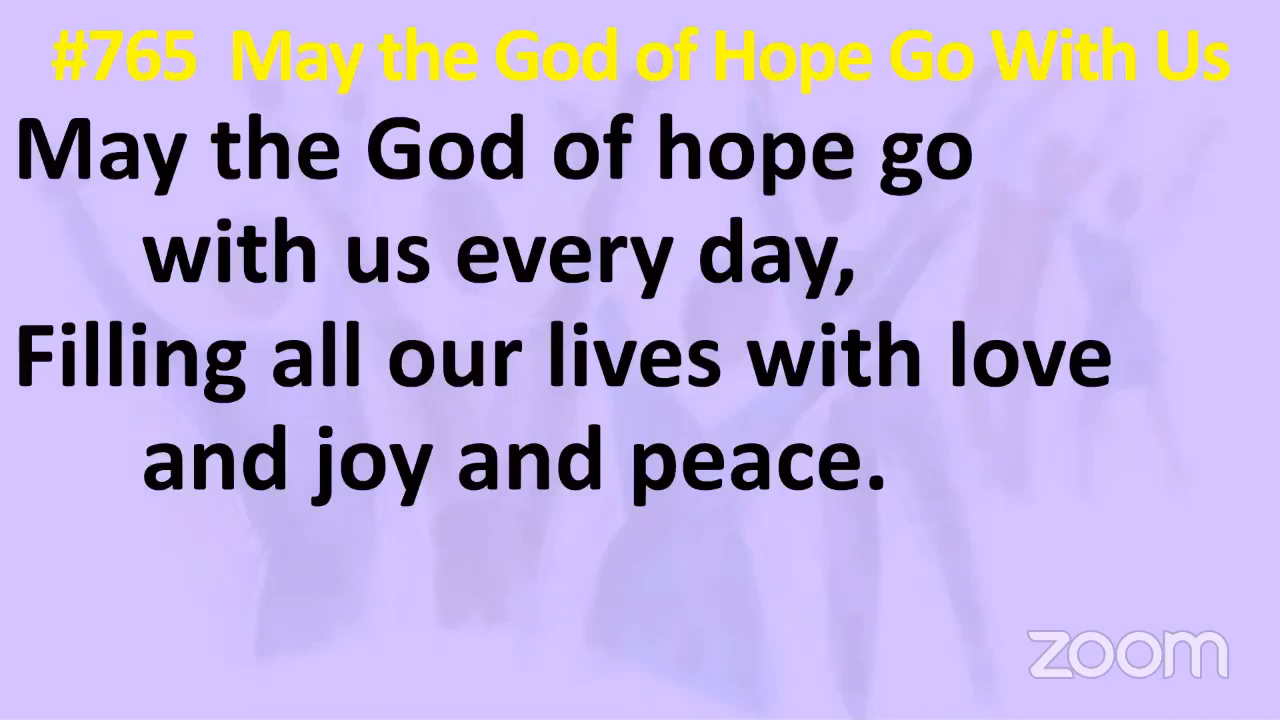 #765 May the God of Hope Go With Us
May the God of hope go
with us every day,
Filling all our lives with love
and joy and peace.
zoom